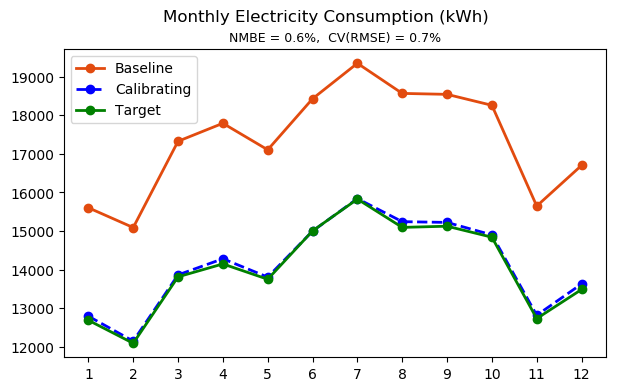 Monthly Electricity Consumption (kWh)
NMBE = 0.6%, CV(RMSE) = 0.7%
Baseline
Calibrating
Target
19000
18000
17000
16000
15000
14000
13000
12000
1 2 3 4 5 6 7 8 9 10 11 12